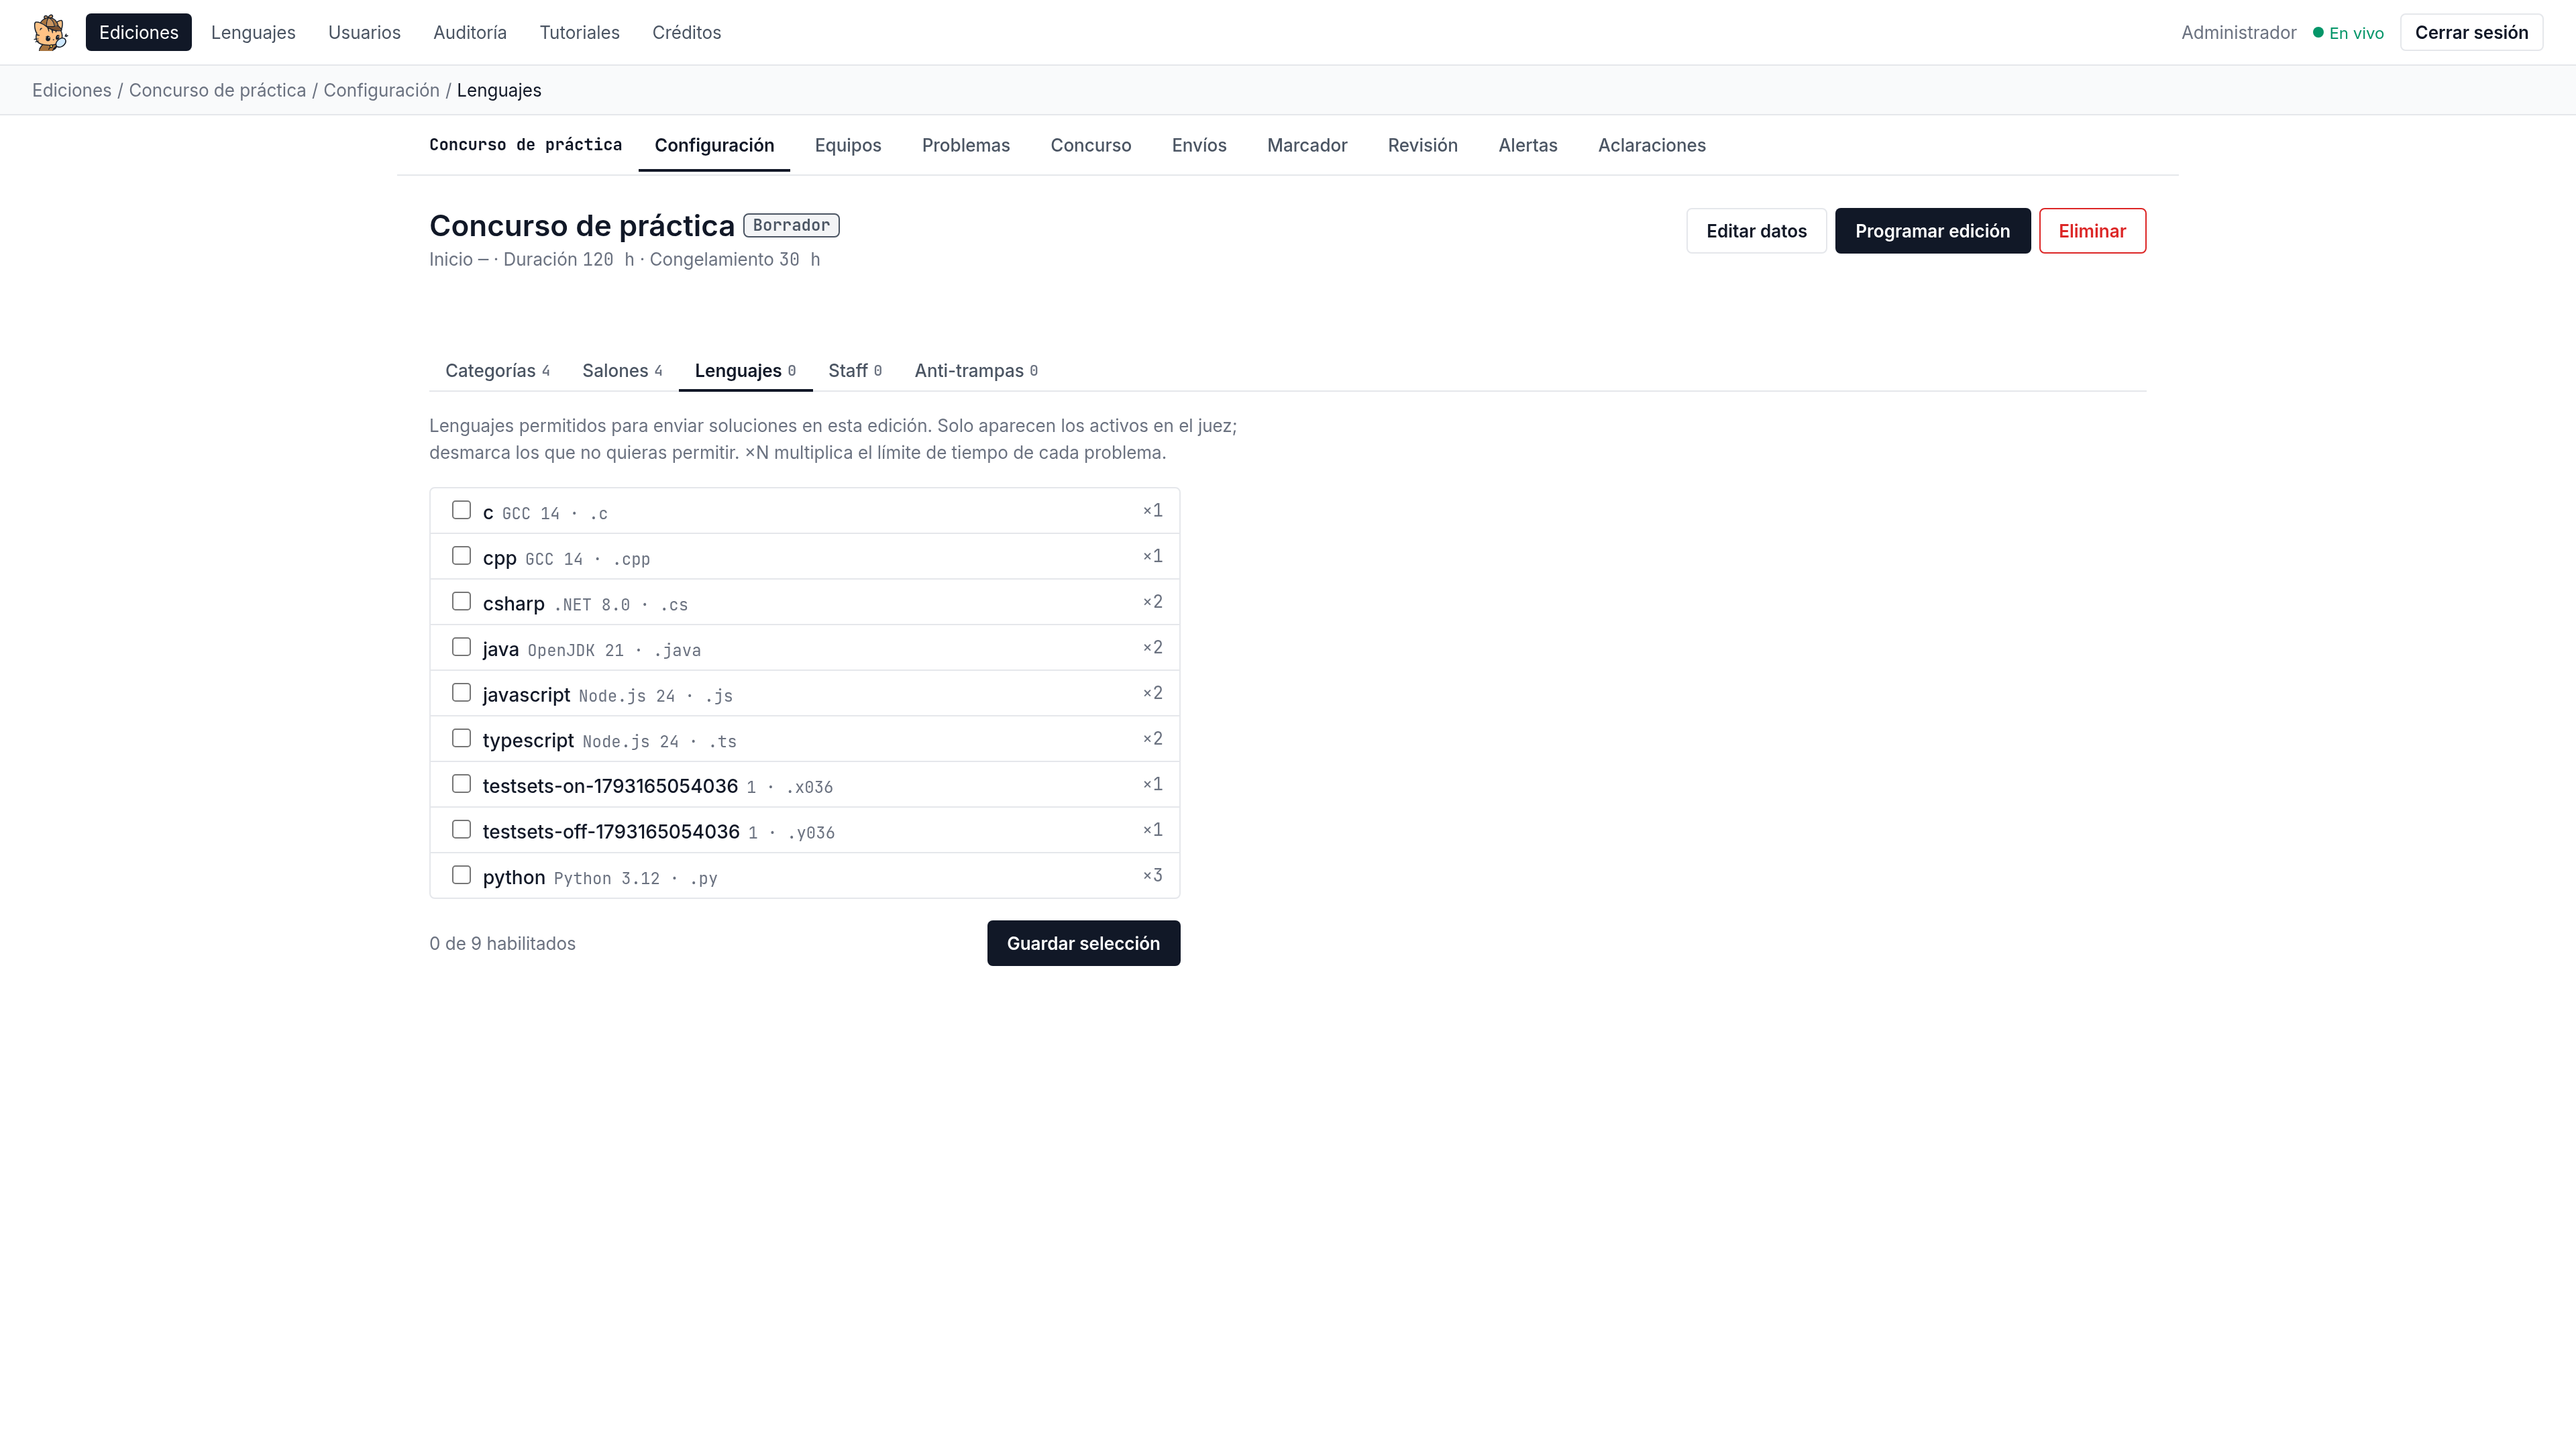 Ediciones Lenguajes Usuarios Auditoría Tutoriales Créditos Administrador En vivo Cerrar sesión
Ediciones / Concurso de práctica / Configuración / Lenguajes
Concurso de práctica Configuración Equipos Problemas Concurso Envíos Marcador Revisión Alertas Aclaraciones
Concurso de práctica Borrador Editar datos Programar edición Eliminar
Inicio — · Duración 120 h · Congelamiento 30 h
Categorías 4 Salones 4 Lenguajes 0 Staff 0 Anti-trampas 0
Lenguajes permitidos para enviar soluciones en esta edición. Solo aparecen los activos en el juez;
desmarca los que no quieras permitir. ×N multiplica el límite de tiempo de cada problema.
c GCC 14 · .c ×1
cpp GCC 14 · .cpp ×1
csharp .NET 8.0 · .cs ×2
java OpenJDK 21 · .java ×2
javascript Node.js 24 · .js ×2
typescript Node.js 24 · .ts ×2
testsets-on-1793165054036 1 · .x036 ×1
testsets-off-1793165054036 1 · .y036 ×1
python Python 3.12 · .py ×3
0 de 9 habilitados Guardar selección